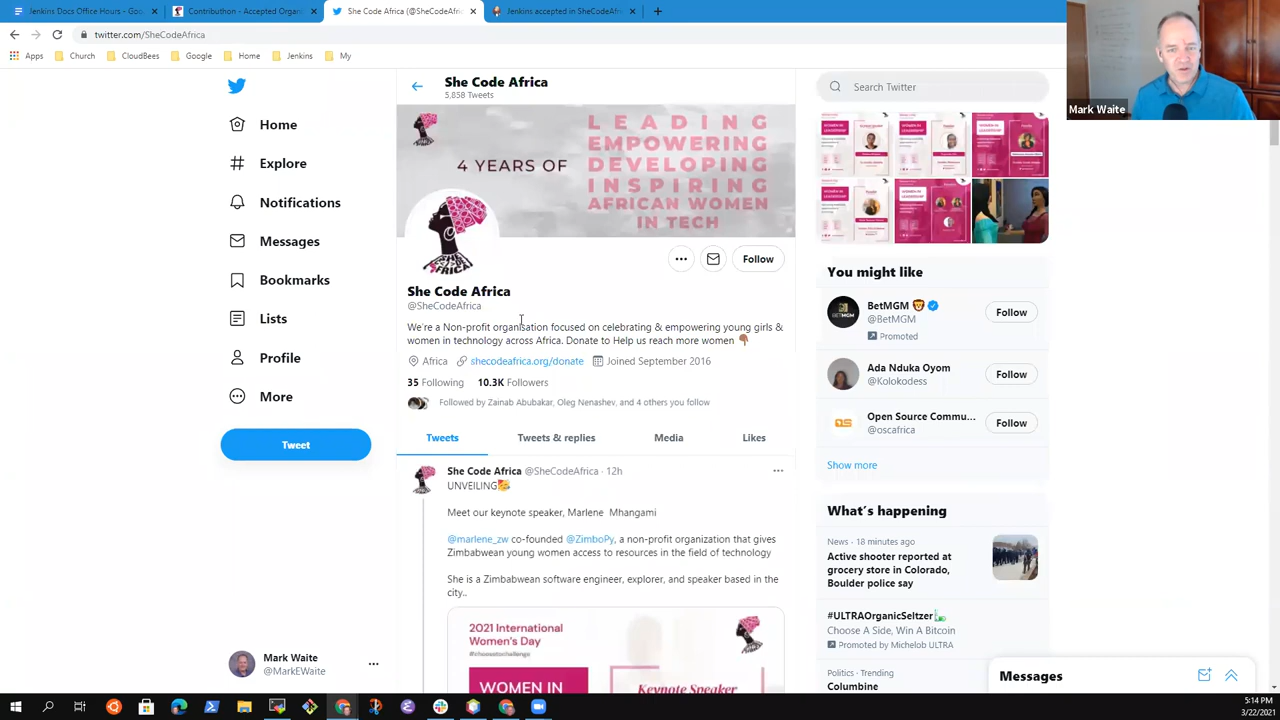 Jenkins Docs Office Hours - Goo
Contributhon - Accepted Organi
She Code Africa (@SheCodeAfrica
Jenkins accepted in SheCodeAfri
twitter.com/SheCodeAfrica
Apps
Church
CloudBees
Google
Home
Jenkins
My
Mark Waite
Home
Explore
Notifications
Messages
Bookmarks
Lists
Profile
More
Tweet
Mark Waite
@MarkEWaite
She Code Africa
5,858 Tweets
4 YEARS OF
LEADING
EMPOWERING
DEVELOPING
INSPIRING
AFRICAN WOMEN
IN TECH
SHE CODE
AFRICA
Follow
She Code Africa
@SheCodeAfrica
We're a Non-profit organisation focused on celebrating & empowering young girls &
women in technology across Africa. Donate to Help us reach more women 👇🏾
Africa shecodeafrica.org/donate Joined September 2016
35 Following 10.3K Followers
Followed by Zainab Abubakar, Oleg Nenashev, and 4 others you follow
Tweets Tweets & replies Media Likes
She Code Africa @SheCodeAfrica · 12h
UNVEILING🥳
Meet our keynote speaker, Marlene Mhangami
@marlene_zw co-founded @ZimboPy, a non-profit organization that gives
Zimbabwean young women access to resources in the field of technology
She is a Zimbabwean software engineer, explorer, and speaker based in the
city..
2021 International
Women's Day
#choosetochallenge
WOMEN IN
Keynote Speaker
Search Twitter
You might like
BetMGM 🦁
@BetMGM
Promoted
Follow
Ada Nduka Oyom
@Kolokodess
Follow
Open Source Commu...
@oscafrica
Follow
Show more
What's happening
News · 18 minutes ago
Active shooter reported at
grocery store in Colorado,
Boulder police say
#ULTRAOrganicSeltzer
Choose A Side, Win A Bitcoin
Promoted by Michelob ULTRA
Politics · Trending
Columbine
Messages
5:14 PM
3/22/2021